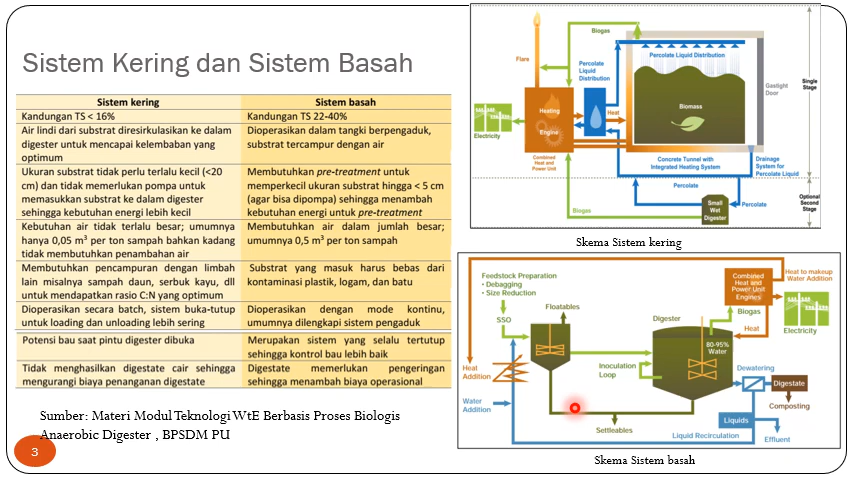 Sistem Kering dan Sistem Basah
Sistem kering
Sistem basah
Kandungan TS < 16%
Kandungan TS 22-40%
Air lindi dari substrat diresirkulasikan ke dalam
digester untuk mencapai kelembaban yang
optimum
Dioperasikan dalam tangki berpengaduk,
substrat tercampur dengan air
Ukuran substrat tidak perlu terlalu kecil (<20
cm) dan tidak memerlukan pompa untuk
memasukkan substrat ke dalam digester
sehingga kebutuhan energi lebih kecil
Membutuhkan pre-treatment untuk
memperkecil ukuran substrat hingga < 5 cm
(agar bisa dipompa) sehingga menambah
kebutuhan energi untuk pre-treatment
Kebutuhan air tidak terlalu besar; umumnya
hanya 0,05 m³ per ton sampah bahkan kadang
tidak membutuhkan penambahan air
Membutuhkan air dalam jumlah besar;
umumnya 0,5 m³ per ton sampah
Membutuhkan pencampuran dengan limbah
lain misalnya sampah daun, serbuk kayu, dll
untuk mendapatkan rasio C:N yang optimum
Substrat yang masuk harus bebas dari
kontaminasi plastik, logam, dan batu
Dioperasikan secara batch, sistem buka-tutup
untuk loading dan unloading lebih sering
Dioperasikan dengan mode kontinu,
umumnya dilengkapi sistem pengaduk
Potensi bau saat pintu digester dibuka
Merupakan sistem yang selalu tertutup
sehingga kontrol bau lebih baik
Tidak menghasilkan digestate cair sehingga
mengurangi biaya penanganan digestate
Digestate memerlukan pengeringan
sehingga menambah biaya operasional
Sumber: Materi Modul Teknologi WtE Berbasis Proses Biologis
Anaerobic Digester , BPSDM PU
3
Biogas
Flare
Percolate
Liquid
Distribution
Percolate Liquid Distribution
Gastight
Door
Single
Stage
Heating
Engine
Heat
Biomass
Electricity
Combined
Heat and
Power Unit
Concrete Tunnel with
Integrated Heating System
Drainage
System for
Percolate Liquid
Percolate
Biogas
Small
Wet
Digester
Percolate
Optional
Second
Stage
Skema Sistem kering
Feedstock Preparation
• Debagging
• Size Reduction
Combined
Heat and
Power Unit
Engines
Heat to makeup
Water Addition
Floatables
SSO
Digester
Biogas
Electricity
80-95%
Water
Heat
Heat
Addition
Inoculation
Loop
Dewatering
Digestate
Composting
Water
Addition
Settleables
Liquids
Liquid Recirculation
Effluent
Skema Sistem basah